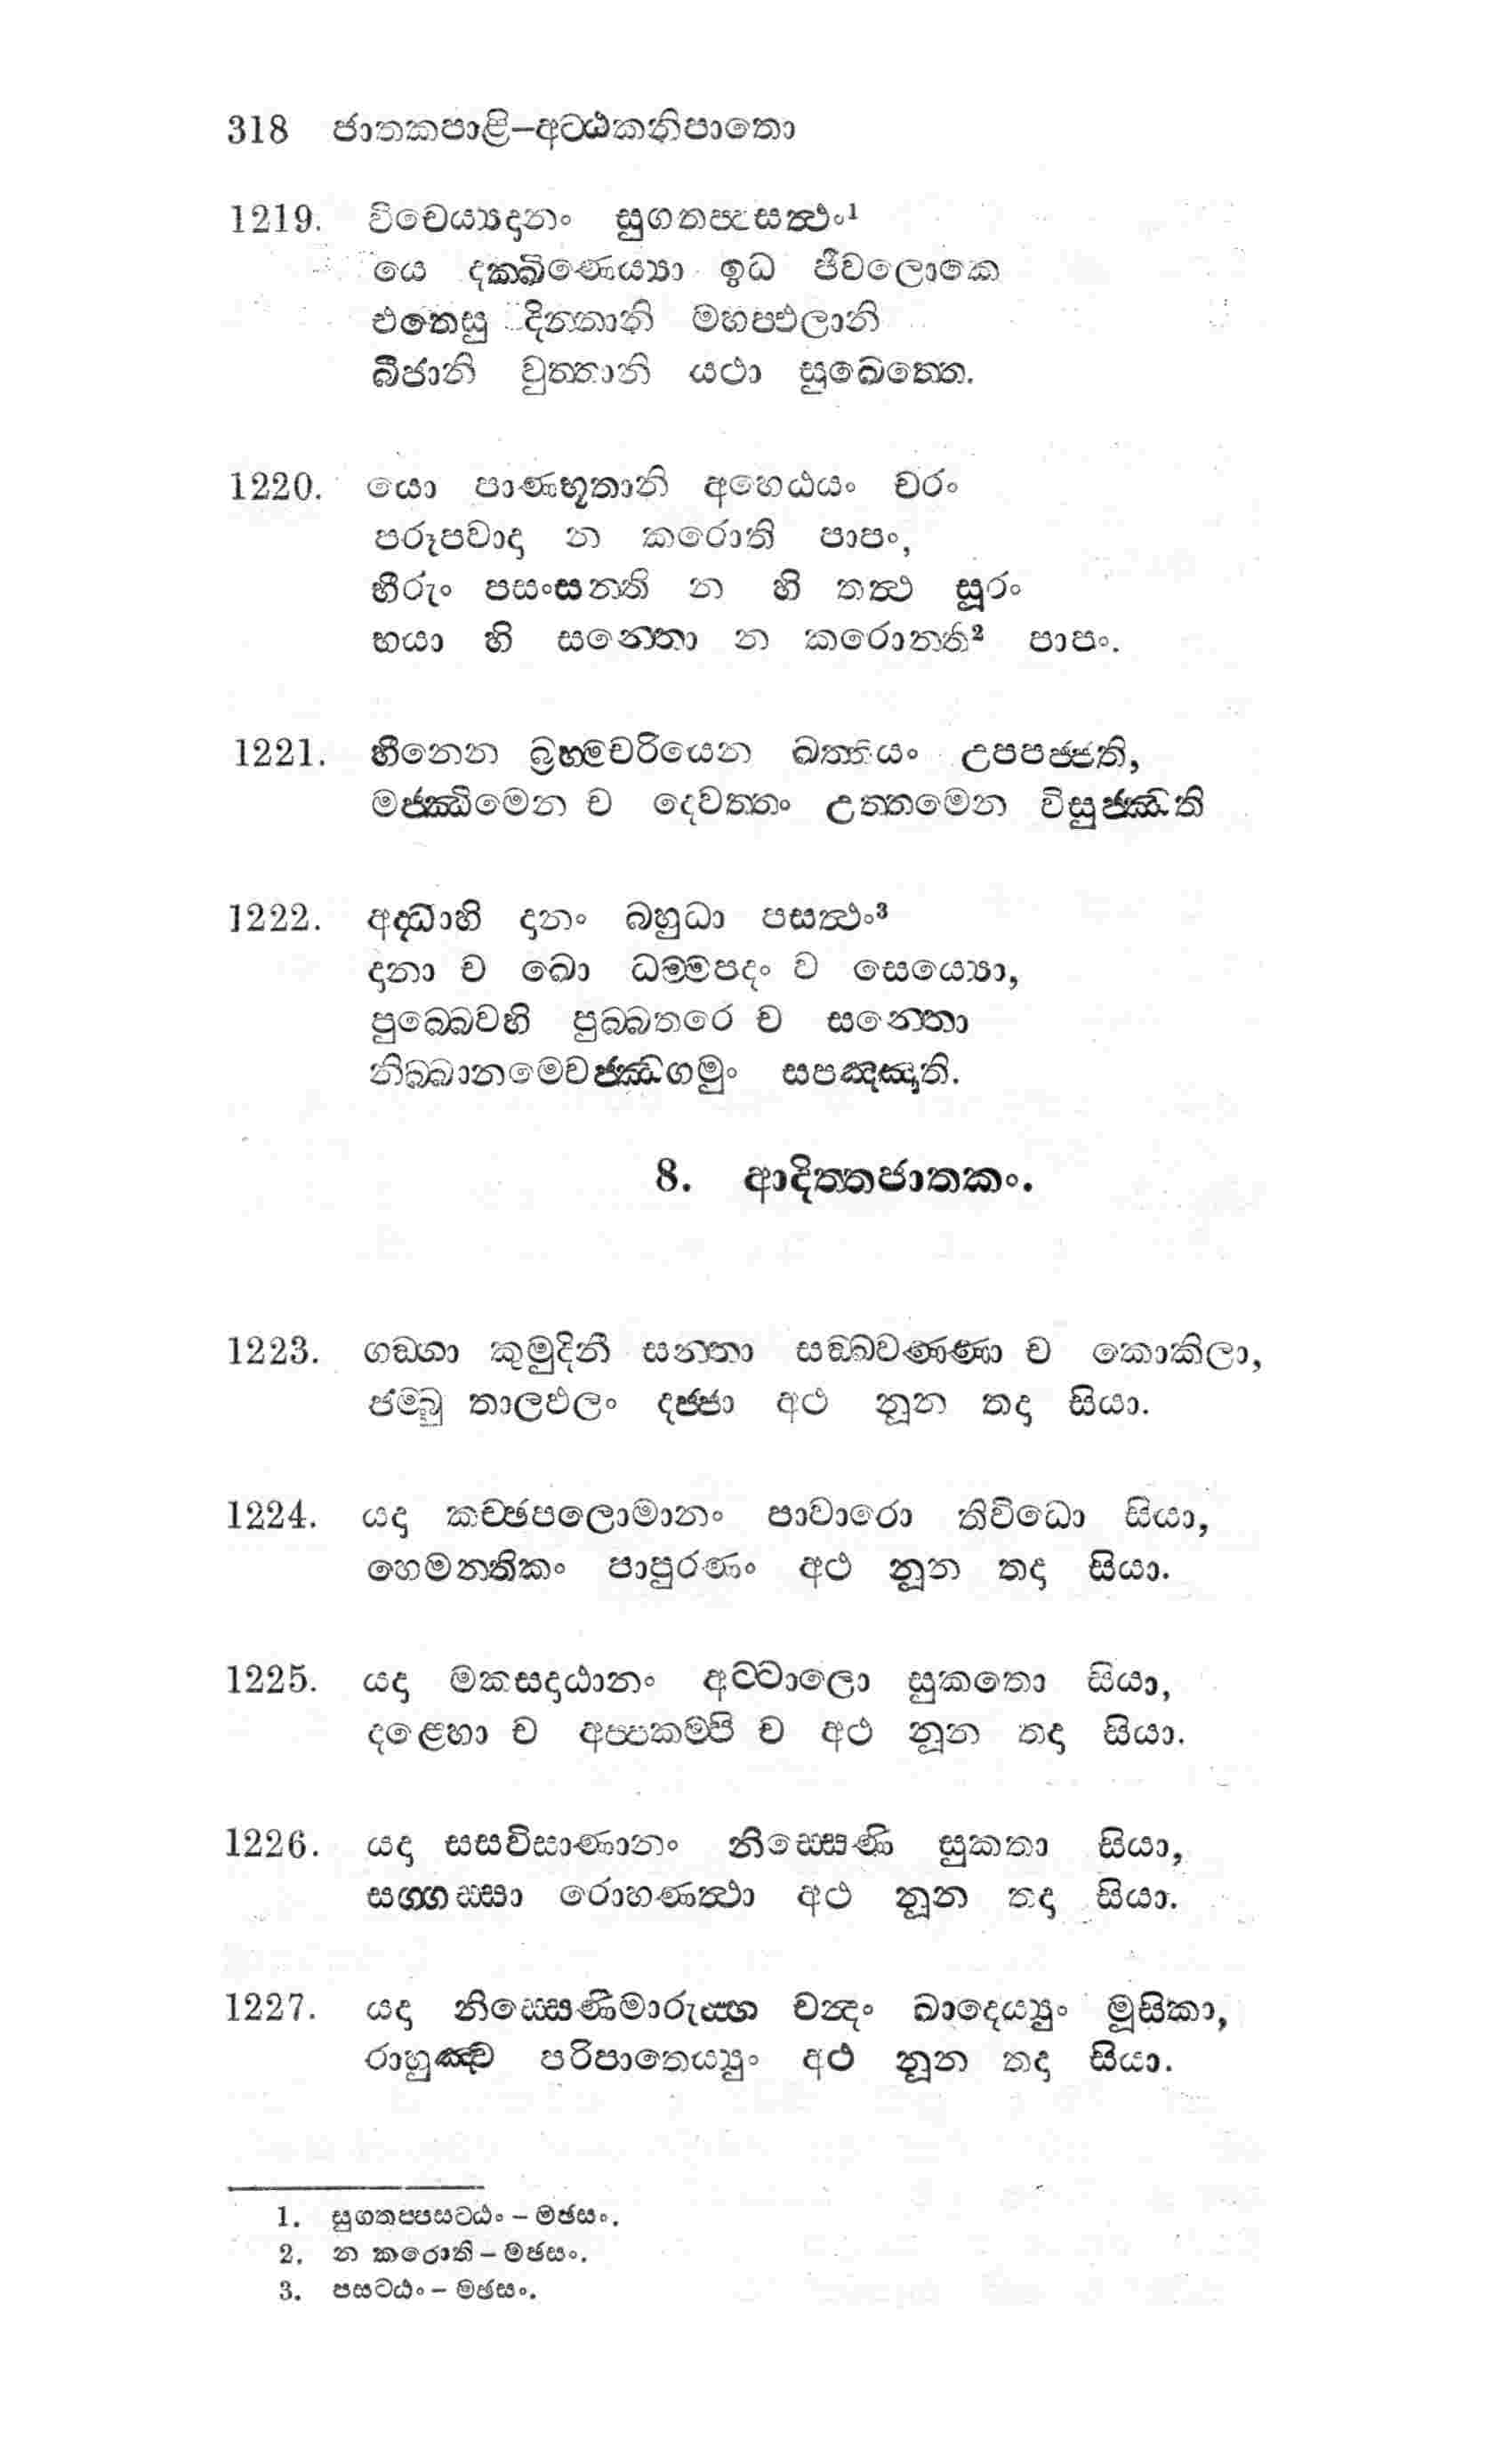 318 ජාතකපාළි–අට්ඨකනිපාතො
1219. විචෙය්‍යදානං සුගතප්පසත්ථං¹
යෙ දක්ඛිණෙය්‍යා ඉධ ජීවලොකෙ
එතෙසු දින්නානි මහප්ඵලානි
බීජානි වුත්තානි යථා සුඛෙත්තෙ.
1220. යො පාණභූතානි අහෙඨයං චරං
පරූපවාදා න කරොති පාපං,
භීරුං පසංසන්ති න හි තත්ථ සූරං
භයා හි සන්තො න කරොන්ති² පාපං.
1221. හීනෙන බ්‍රහ්මචරියෙන ඛත්තියං උපපජ්ජති,
මජ්ඣිමෙන ච දෙවත්තං උත්තමෙන විසුජ්ඣති
1222. අද්ධාහි දානං බහුධා පසත්ථං³
දානා ච ඛො ධම්මපදං ව සෙය්‍යො,
පුබ්බෙවහි පුබ්බතරෙ ච සන්තො
නිබ්බානමෙවජ්ඣගමුං සපඤ්ඤාති.
8. ආදිත්තජාතකං.
1223. ගඞ්ගා කුමුදිනී සන්තා සඞ්ඛවණ්ණා ච කොකිලා,
ජම්බු තාලඵලං දජ්ජා අථ නූන තදා සියා.
1224. යදා කච්ඡපලොමානං පාවාරො තිවිධො සියා,
හෙමන්තිකං පාපුරණං අථ නූන තදා සියා.
1225. යදා මකසදාඨානං අට්ටාලො සුකතො සියා,
දළ්හො ච අප්පකම්පි ච අථ නූන තදා සියා.
1226. යදා සසවිසාණානං නිස්සෙණි සුකතා සියා,
සග්ගස්සා රොහණත්ථා අථ නූන තදා සියා.
1227. යදා නිස්සෙණිමාරුය්හ චන්දං ඛාදෙය්‍යුං මූසිකා,
රාහුඤ්ච පරිපාතෙය්‍යුං අථ නූන තදා සියා.
1. සුගතප්පසට්ඨං – මඡසං.
2. න කරොති – මඡසං.
3. පසට්ඨං – මඡසං.